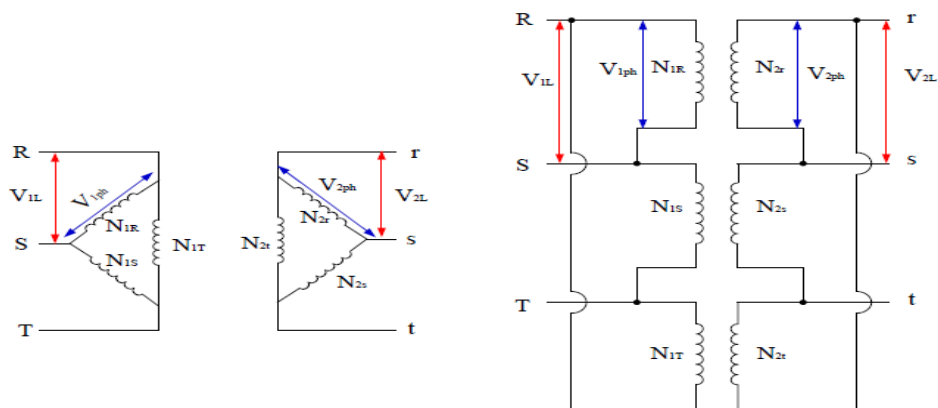 R
r
V1L
V1ph
N1R
N1S
N1T
S
T
V2ph
V2L
N2r
N2t
N2s
s
t
R
r
V1L
V1ph
N1R
N2r
V2ph
V2L
S
s
N1S
N2s
T
t
N1T
N2t